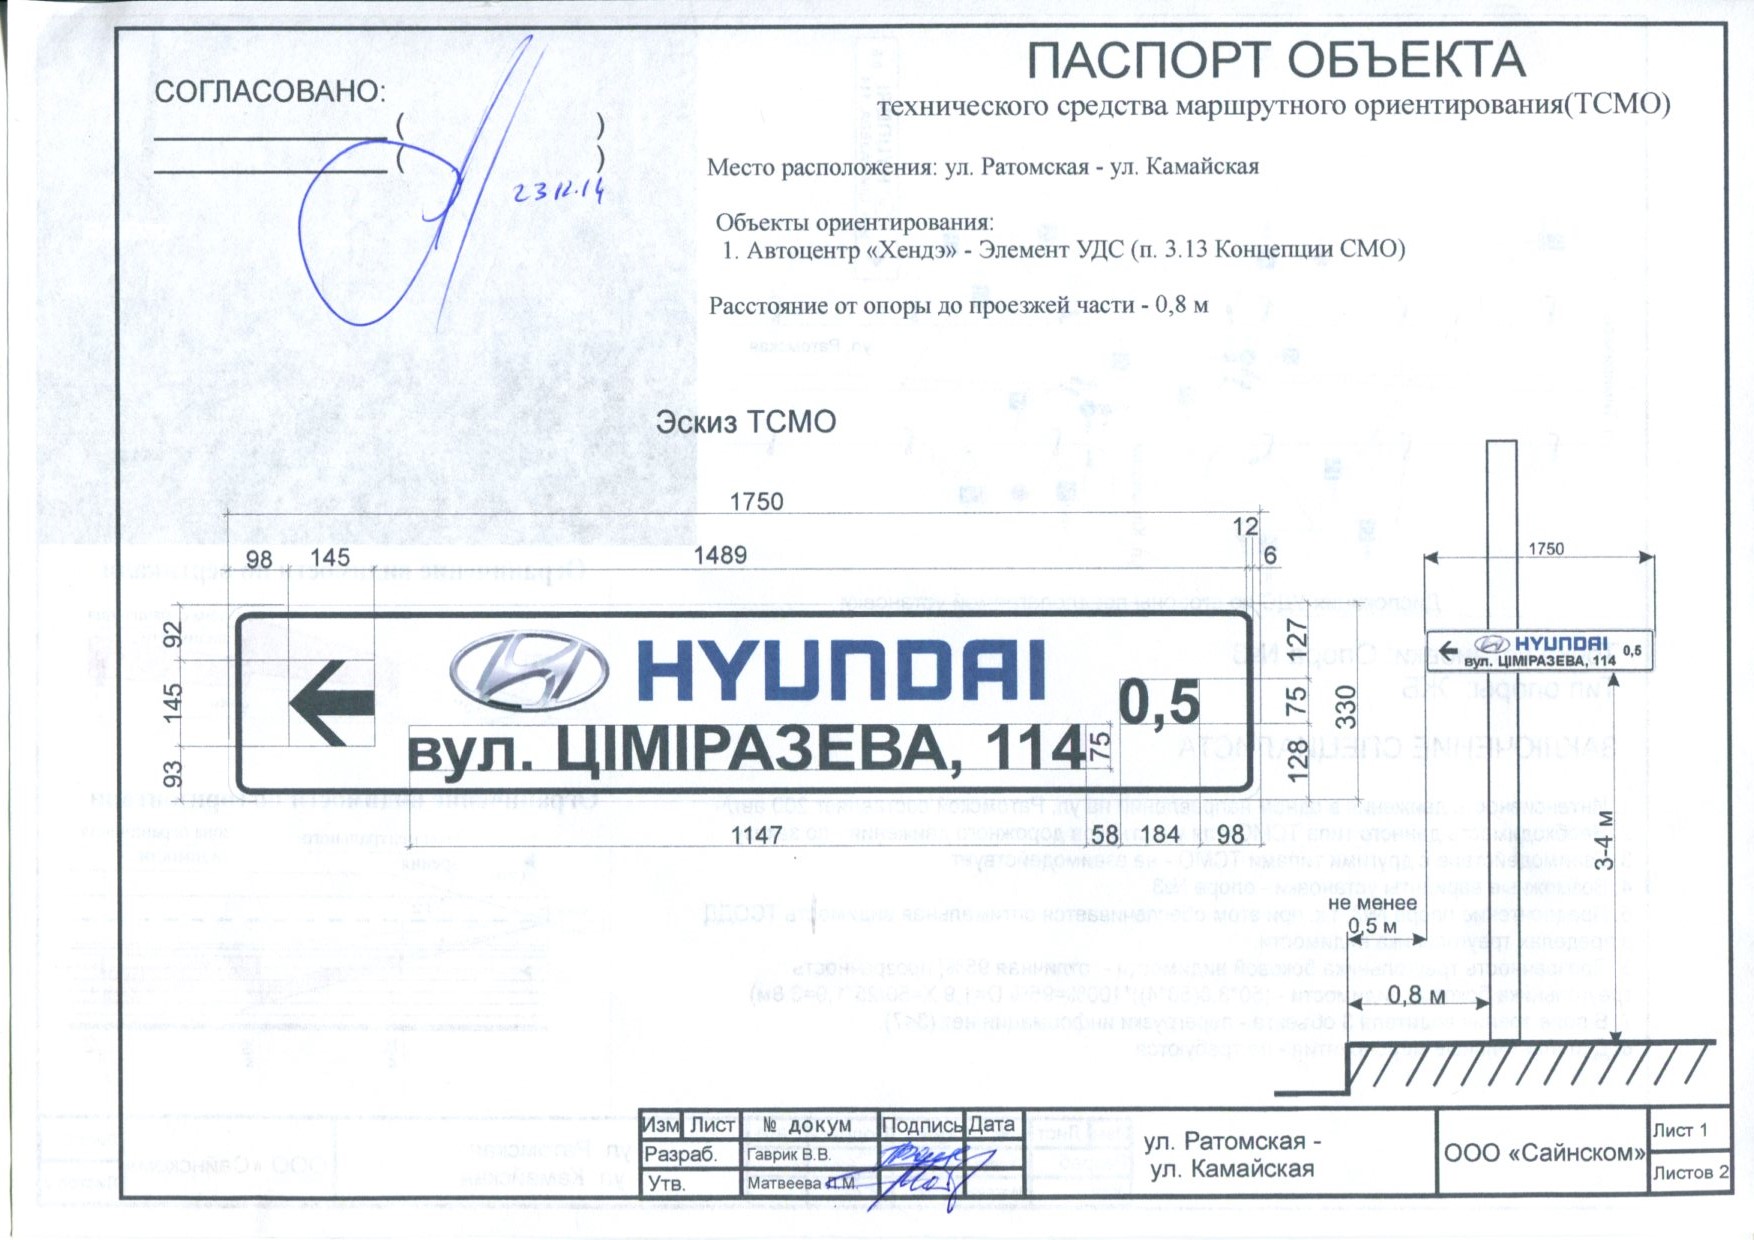 ПАСПОРТ ОБЪЕКТА
технического средства маршрутного ориентирования(ТСМО)
СОГЛАСОВАНО:
( )
( )
23.12.14
Место расположения: ул. Ратомская - ул. Камайская
Объекты ориентирования:
1. Автоцентр «Хендэ» - Элемент УДС (п. 3.13 Концепции СМО)
Расстояние от опоры до проезжей части - 0,8 м
Эскиз ТСМО
1750
12
98 145 1489 6
92 145 93
HYUNDAI
0,5
вул. ЦІМІРАЗЕВА, 114
75
127 75 128
330
1147 58 184 98
1750
HYUNDAI 0,5
вул. ЦІМІРАЗЕВА, 114
3-4 м
не менее
0,5 м
0,8 м
Изм Лист № докум Подпись Дата
Разраб. Гаврик В.В.
Утв. Матвеева Л.М.
ул. Ратомская -
ул. Камайская
ООО «Сайнском»
Лист 1
Листов 2